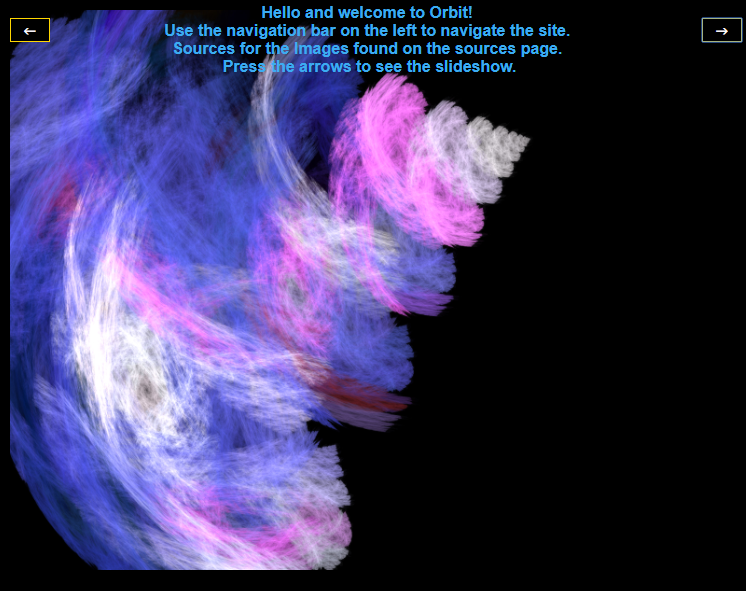 Hello and welcome to Orbit!
← →
Use the navigation bar on the left to navigate the site.
Sources for the Images found on the sources page.
Press the arrows to see the slideshow.